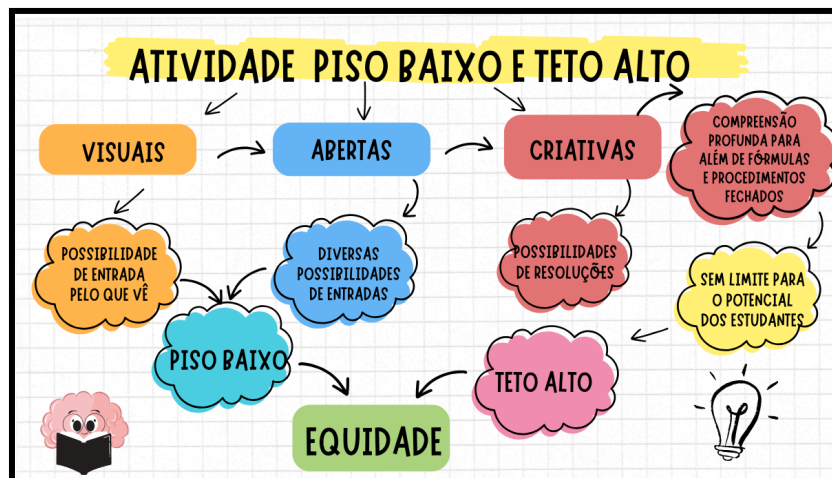 ATIVIDADE PISO BAIXO E TETO ALTO
VISUAIS
ABERTAS
CRIATIVAS
COMPREENSÃO
PROFUNDA PARA
ALÉM DE FÓRMULAS
E PROCEDIMENTOS
FECHADOS
POSSIBILIDADE
DE ENTRADA
PELO QUE VÊ
DIVERSAS
POSSIBILIDADES
DE ENTRADAS
POSSIBILIDADES
DE RESOLUÇÕES
SEM LIMITE PARA
O POTENCIAL
DOS ESTUDANTES
PISO BAIXO
TETO ALTO
EQUIDADE